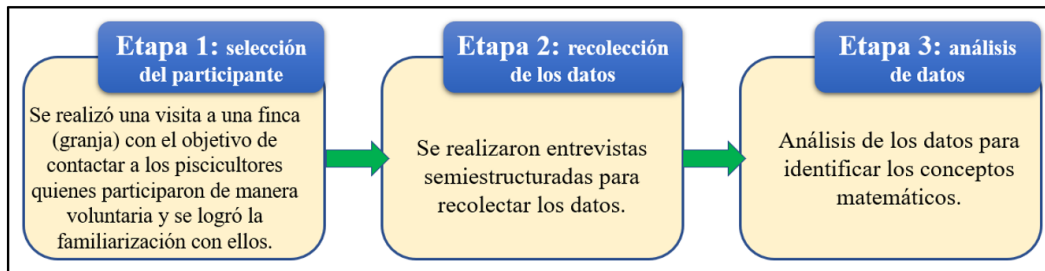 Etapa 1: selección
del participante
Se realizó una visita a una finca
(granja) con el objetivo de
contactar a los piscicultores
quienes participaron de manera
voluntaria y se logró la
familiarización con ellos.
Etapa 2: recolección
de los datos
Se realizaron entrevistas
semiestructuradas para
recolectar los datos.
Etapa 3: análisis
de datos
Análisis de los datos para
identificar los conceptos
matemáticos.